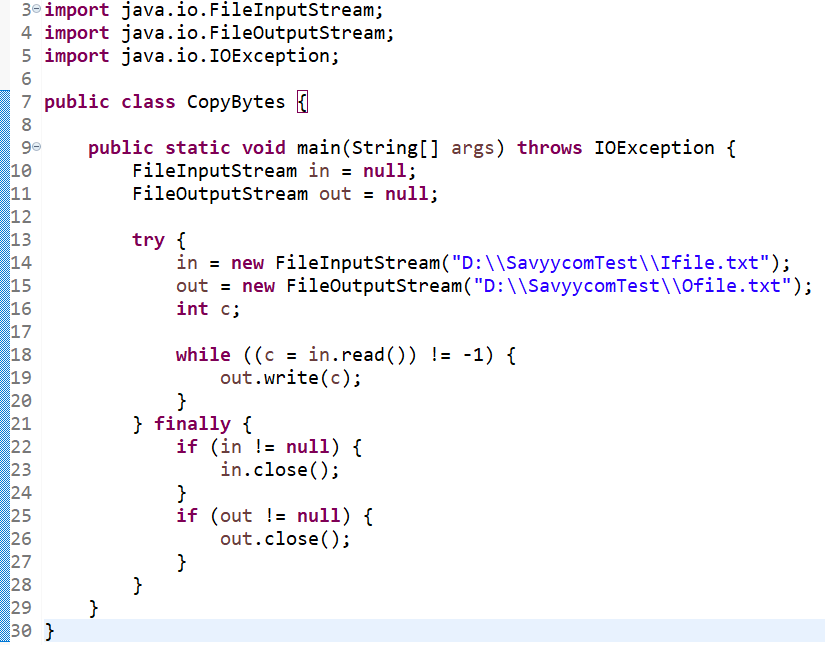 3 import java.io.FileInputStream;
4 import java.io.FileOutputStream;
5 import java.io.IOException;
6
7 public class CopyBytes {
8
9     public static void main(String[] args) throws IOException {
10         FileInputStream in = null;
11         FileOutputStream out = null;
12
13         try {
14             in = new FileInputStream("D:\\SavyycomTest\\Ifile.txt");
15             out = new FileOutputStream("D:\\SavyycomTest\\Ofile.txt");
16             int c;
17
18             while ((c = in.read()) != -1) {
19                 out.write(c);
20             }
21         } finally {
22             if (in != null) {
23                 in.close();
24             }
25             if (out != null) {
26                 out.close();
27             }
28         }
29     }
30 }